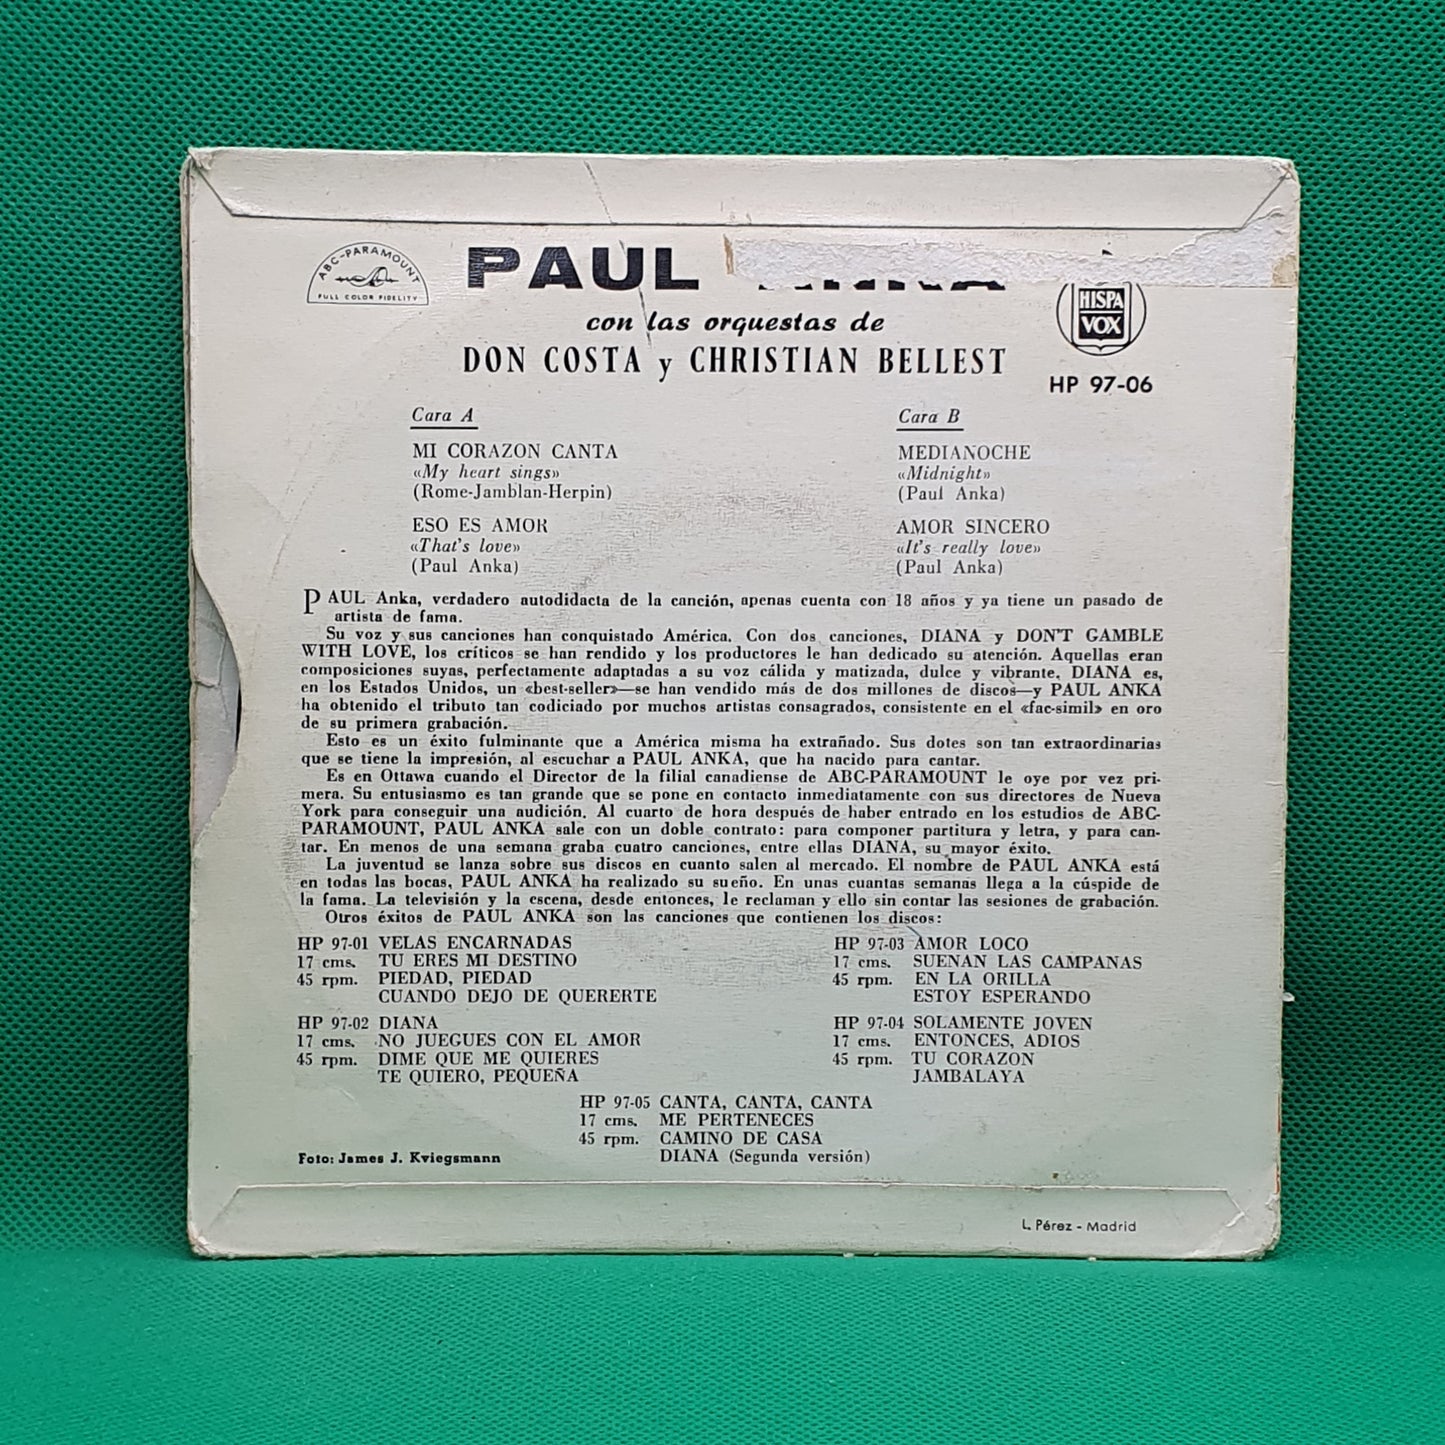 ABC-PARAMOUNT
FULL COLOR FIDELITY
PAUL ANKA
con las orquestas de
DON COSTA y CHRISTIAN BELLEST
HISPA
VOX
HP 97-06
Cara A
MI CORAZON CANTA
«My heart sings»
(Rome-Jamblan-Herpin)
ESO ES AMOR
«That's love»
(Paul Anka)
Cara B
MEDIANOCHE
«Midnight»
(Paul Anka)
AMOR SINCERO
«It's really love»
(Paul Anka)
PAUL Anka, verdadero autodidacta de la canción, apenas cuenta con 18 años y ya tiene un pasado de
artista de fama.
Su voz y sus canciones han conquistado América. Con dos canciones, DIANA y DON'T GAMBLE
WITH LOVE, los críticos se han rendido y los productores le han dedicado su atención. Aquellas eran
composiciones suyas, perfectamente adaptadas a su voz cálida y matizada, dulce y vibrante. DIANA es,
en los Estados Unidos, un «best-seller»—se han vendido más de dos millones de discos—y PAUL ANKA
ha obtenido el tributo tan codiciado por muchos artistas consagrados, consistente en el «fac-simil» en oro
de su primera grabación.
Esto es un éxito fulminante que a América misma ha extrañado. Sus dotes son tan extraordinarias
que se tiene la impresión, al escuchar a PAUL ANKA, que ha nacido para cantar.
Es en Ottawa cuando el Director de la filial canadiense de ABC-PARAMOUNT le oye por vez pri-
mera. Su entusiasmo es tan grande que se pone en contacto inmediatamente con sus directores de Nueva
York para conseguir una audición. Al cuarto de hora después de haber entrado en los estudios de ABC-
PARAMOUNT, PAUL ANKA sale con un doble contrato: para componer partitura y letra, y para can-
tar. En menos de una semana graba cuatro canciones, entre ellas DIANA, su mayor éxito.
La juventud se lanza sobre sus discos en cuanto salen al mercado. El nombre de PAUL ANKA está
en todas las bocas, PAUL ANKA ha realizado su sueño. En unas cuantas semanas llega a la cúspide de
la fama. La televisión y la escena, desde entonces, le reclaman y ello sin contar las sesiones de grabación.
Otros éxitos de PAUL ANKA son las canciones que contienen los discos:
HP 97-01 VELAS ENCARNADAS
17 cms. TU ERES MI DESTINO
45 rpm. PIEDAD, PIEDAD
CUANDO DEJO DE QUERERTE
HP 97-02 DIANA
17 cms. NO JUEGUES CON EL AMOR
45 rpm. DIME QUE ME QUIERES
TE QUIERO, PEQUEÑA
HP 97-03 AMOR LOCO
17 cms. SUENAN LAS CAMPANAS
45 rpm. EN LA ORILLA
ESTOY ESPERANDO
HP 97-04 SOLAMENTE JOVEN
17 cms. ENTONCES, ADIOS
45 rpm. TU CORAZON
JAMBALAYA
HP 97-05 CANTA, CANTA, CANTA
17 cms. ME PERTENECES
45 rpm. CAMINO DE CASA
DIANA (Segunda versión)
Foto: James J. Kviegsmann
L. Pérez - Madrid